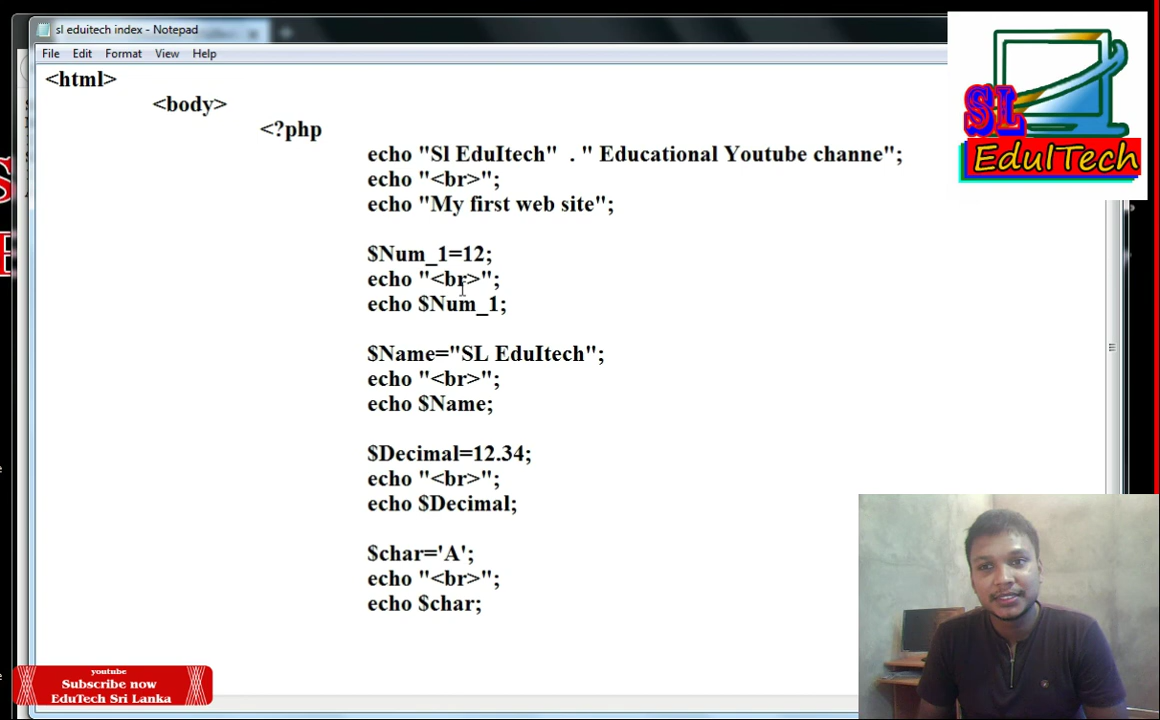 sl eduitech index - Notepad
File Edit Format View Help
<html>
<body>
<?php
echo "Sl EduItech" . " Educational Youtube channe";
echo "<br>";
echo "My first web site";
$Num_1=12;
echo "<br>";
echo $Num_1;
$Name="SL EduItech";
echo "<br>";
echo $Name;
$Decimal=12.34;
echo "<br>";
echo $Decimal;
$char='A';
echo "<br>";
echo $char;
SL
EduITech
youtube
Subscribe now
EduTech Sri Lanka